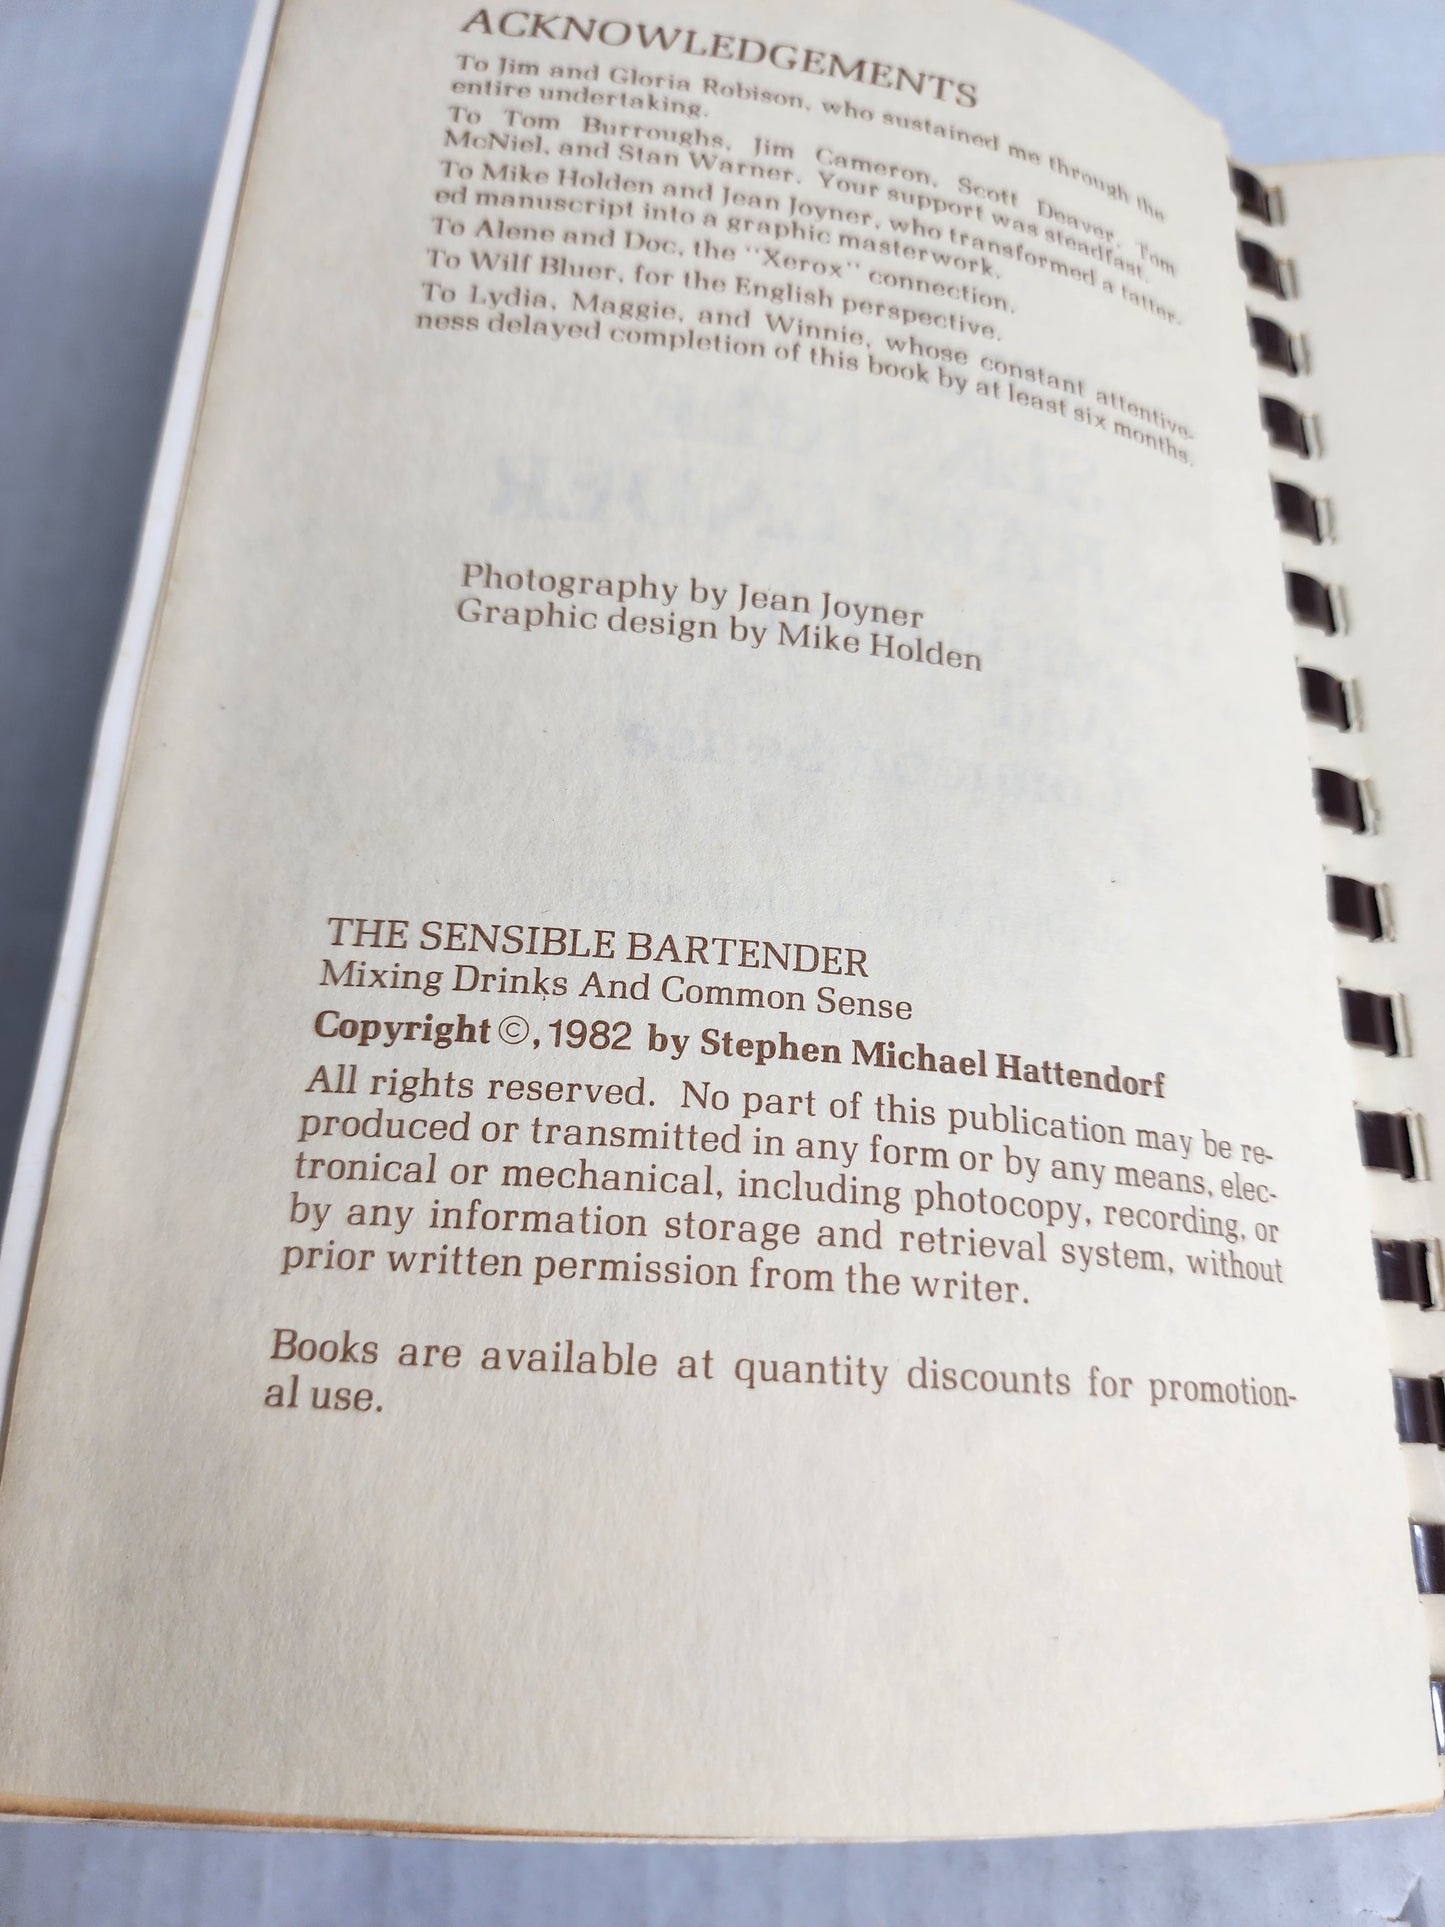 ACKNOWLEDGEMENTS
To Jim and Gloria Robison, who sustained me through the
entire undertaking.
To Tom Burroughs, Jim Cameron, Scott Deaver, Tom
McNiel, and Stan Warner. Your support was steadfast.
To Mike Holden and Jean Joyner, who transformed a tatter-
ed manuscript into a graphic masterwork.
To Alene and Doc, the "Xerox" connection.
To Wilf Bluer, for the English perspective.
To Lydia, Maggie, and Winnie, whose constant attentive-
ness delayed completion of this book by at least six months.
Photography by Jean Joyner
Graphic design by Mike Holden
THE SENSIBLE BARTENDER
Mixing Drinks And Common Sense
Copyright ©, 1982 by Stephen Michael Hattendorf
All rights reserved. No part of this publication may be re-
produced or transmitted in any form or by any means, elec-
tronical or mechanical, including photocopy, recording, or
by any information storage and retrieval system, without
prior written permission from the writer.
Books are available at quantity discounts for promotion-
al use.